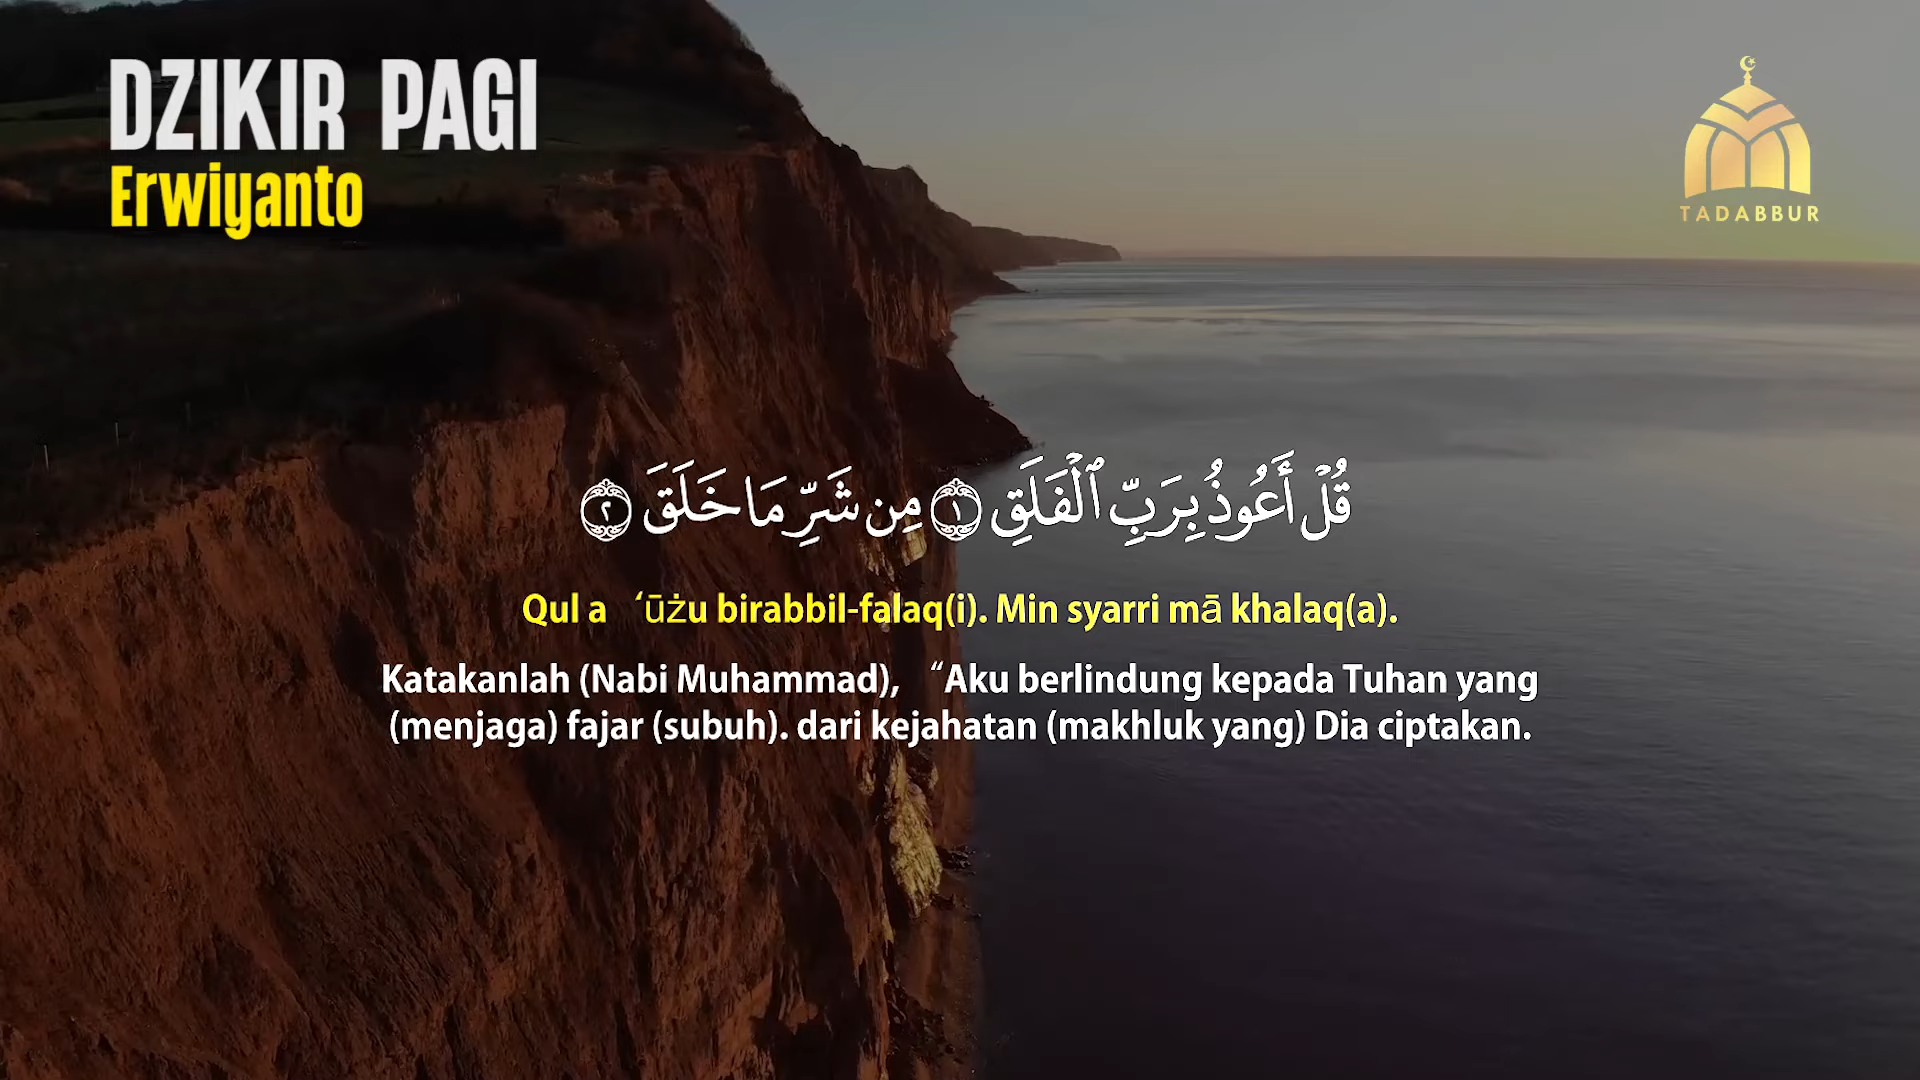 DZIKIR PAGI
Erwiyanto
TADABBUR
قُلْ أَعُوذُ بِرَبِّ ٱلْفَلَقِ ١ مِن شَرِّ مَا خَلَقَ ٢
Qul a ‘ūżu birabbil-falaq(i). Min syarri mā khalaq(a).
Katakanlah (Nabi Muhammad), “Aku berlindung kepada Tuhan yang
(menjaga) fajar (subuh). dari kejahatan (makhluk yang) Dia ciptakan.